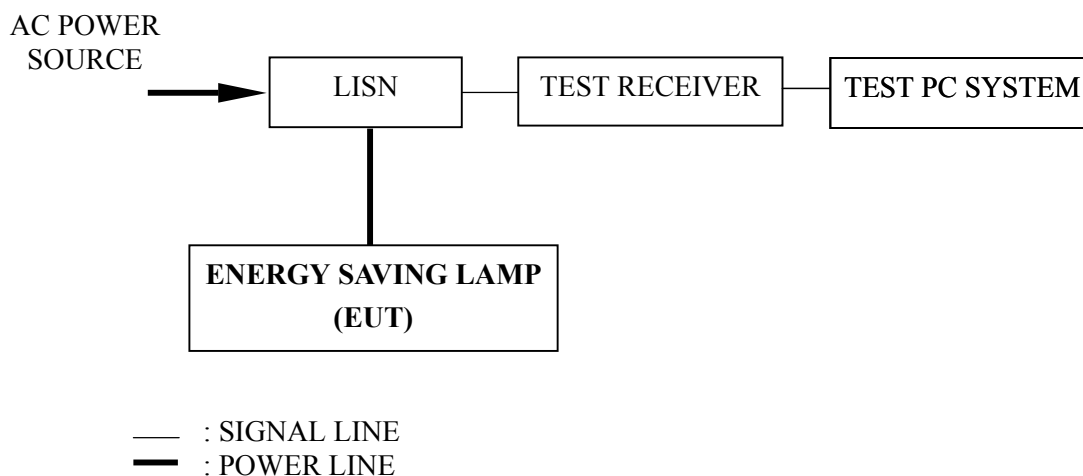 AC POWER
SOURCE
LISN
TEST RECEIVER
TEST PC SYSTEM
ENERGY SAVING LAMP
(EUT)
: SIGNAL LINE
: POWER LINE